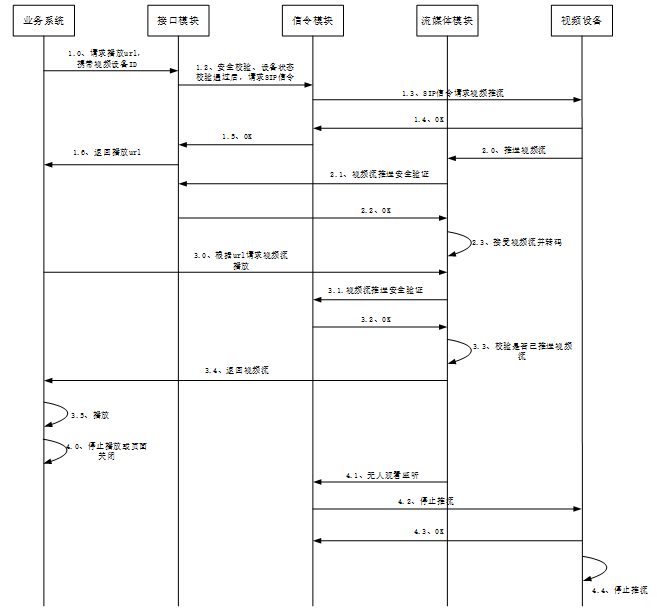 业务系统
接口模块
信令模块
流媒体模块
视频设备
1.0、请求播放url，
携带视频设备ID
1.2、安全校验、设备状态
校验通过后，请求SIP信令
1.3、SIP信令请求视频推流
1.4、OK
1.5、OK
1.6、返回播放url
2.0、推送视频流
2.1、视频流推送安全验证
2.2、OK
2.3、接受视频流并转码
3.0、根据url请求视频流
播放
3.1.视频流推送安全验证
3.2、OK
3.3、校验是否已推送视频
流
3.4、返回视频流
3.5、播放
4.0、停止播放或页面
关闭
4.1、无人观看监听
4.2、停止推流
4.3、OK
4.4、停止推流